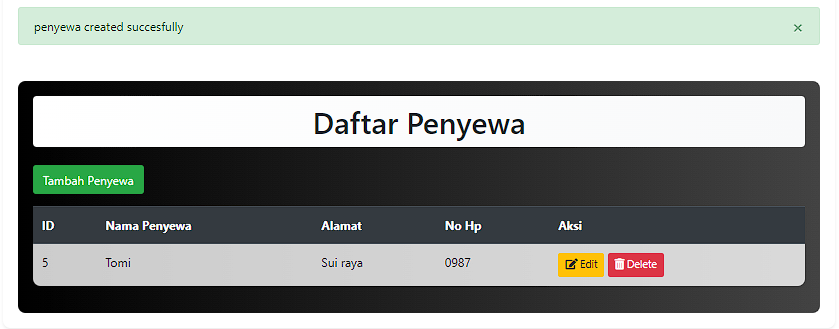 penyewa created succesfully ×
Daftar Penyewa
Tambah Penyewa
ID Nama Penyewa Alamat No Hp Aksi
5 Tomi Sui raya 0987 Edit Delete